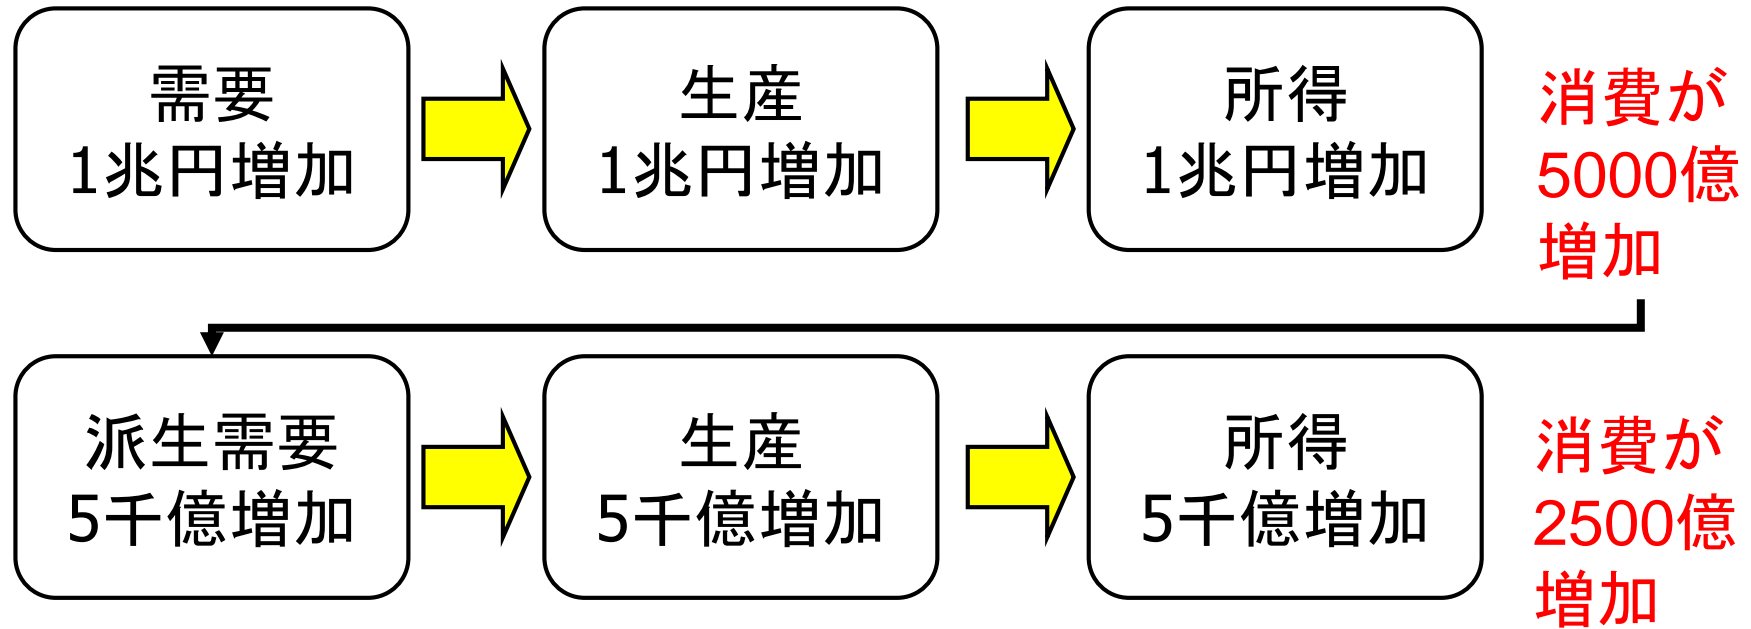 需要
1兆円増加
生産
1兆円増加
所得
1兆円増加
消費が
5000億
増加
派生需要
5千億増加
生産
5千億増加
所得
5千億増加
消費が
2500億
増加